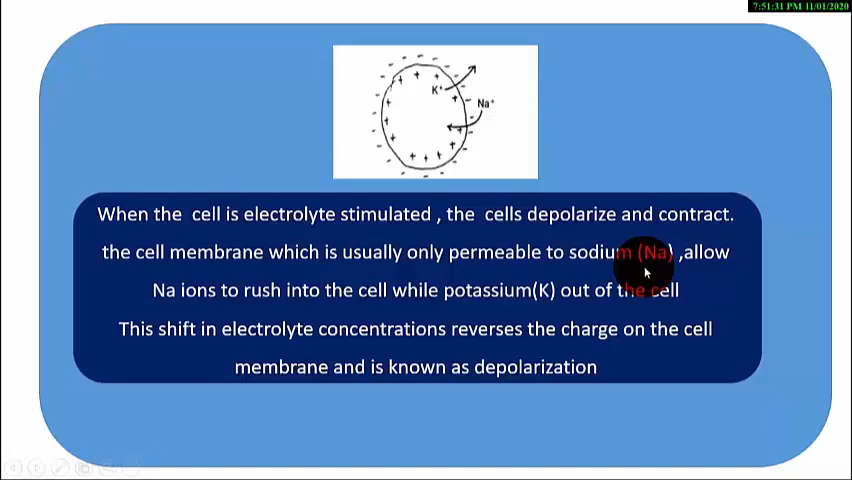 7:51:31 PM 11/01/2020
K+
Na+
When the cell is electrolyte stimulated , the cells depolarize and contract.
the cell membrane which is usually only permeable to sodium (Na) ,allow
Na ions to rush into the cell while potassium(K) out of the cell
This shift in electrolyte concentrations reverses the charge on the cell
membrane and is known as depolarization